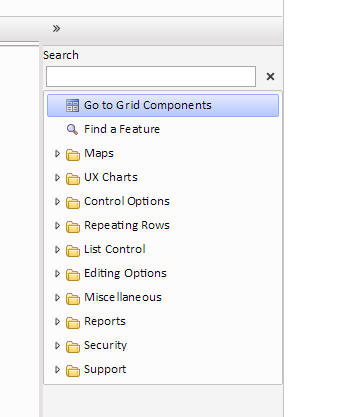 »
Search
Go to Grid Components
Find a Feature
Maps
UX Charts
Control Options
Repeating Rows
List Control
Editing Options
Miscellaneous
Reports
Security
Support